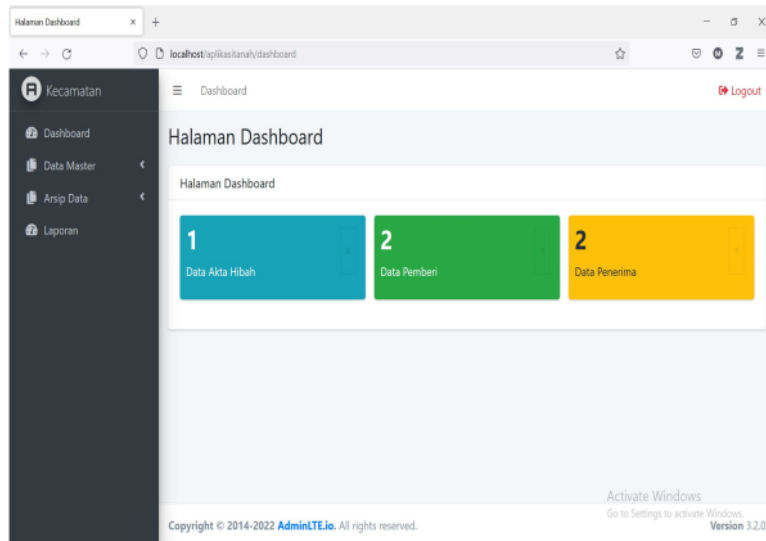 Halaman Dashboard
localhost/aplikasitanah/dashboard
Kecamatan
Dashboard
Logout
Dashboard
Data Master
Arsip Data
Laporan
Halaman Dashboard
Halaman Dashboard
1
Data Akta Hibah
2
Data Pemberi
2
Data Penerima
Activate Windows
Go to Settings to activate Windows.
Copyright © 2014-2022 AdminLTE.io. All rights reserved.
Version 3.2.0